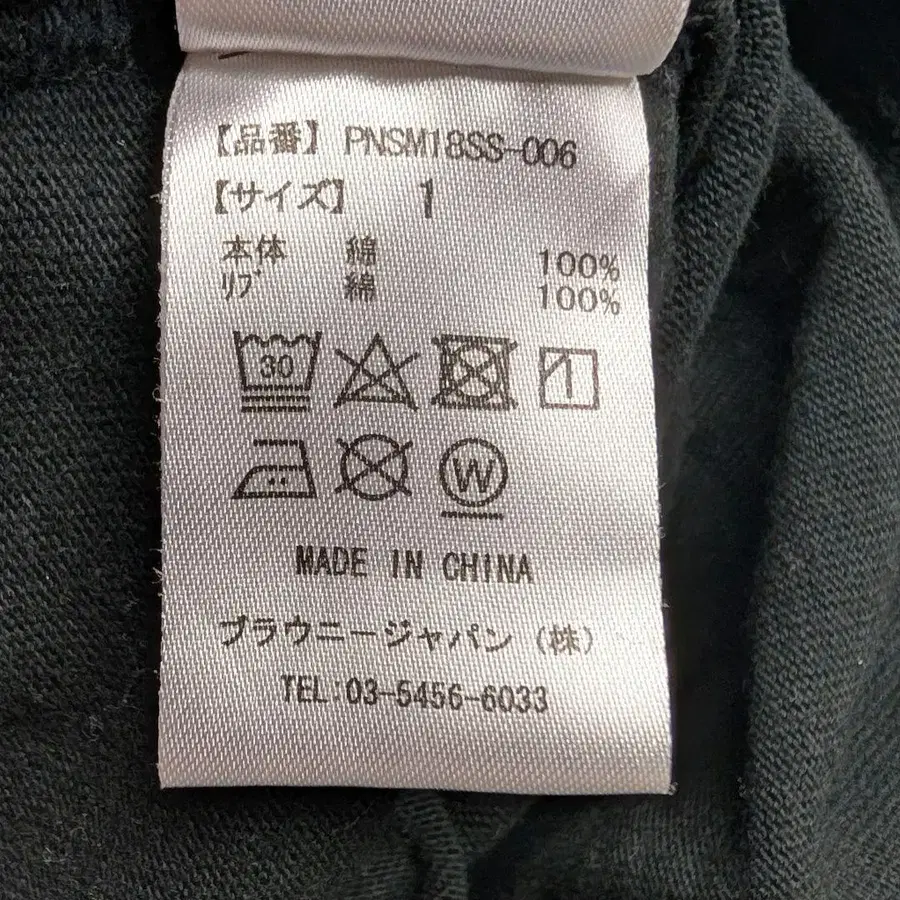 【品番】 PNSM18SS-006
【サイズ】 1
本体 綿 100%
ﾘﾌﾞ 綿 100%
30
W
MADE IN CHINA
ブラウニージャパン（株）
TEL:03-5456-6033